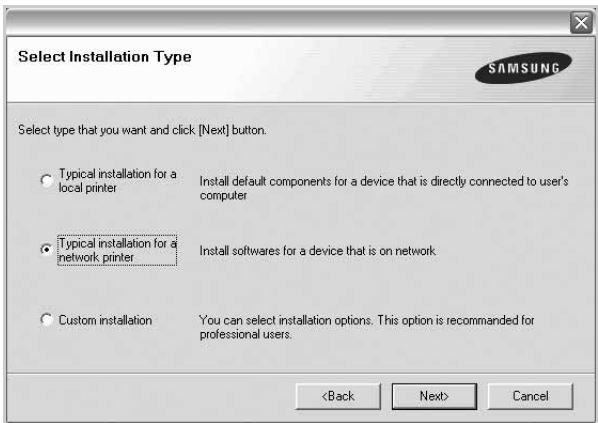 Select Installation Type
SAMSUNG
Select type that you want and click [Next] button.
Typical installation for a
local printer
Install default components for a device that is directly connected to user's
computer
Typical installation for a
network printer
Install softwares for a device that is on network
Custom installation
You can select installation options. This option is recommanded for
professional users.
<Back
Next>
Cancel